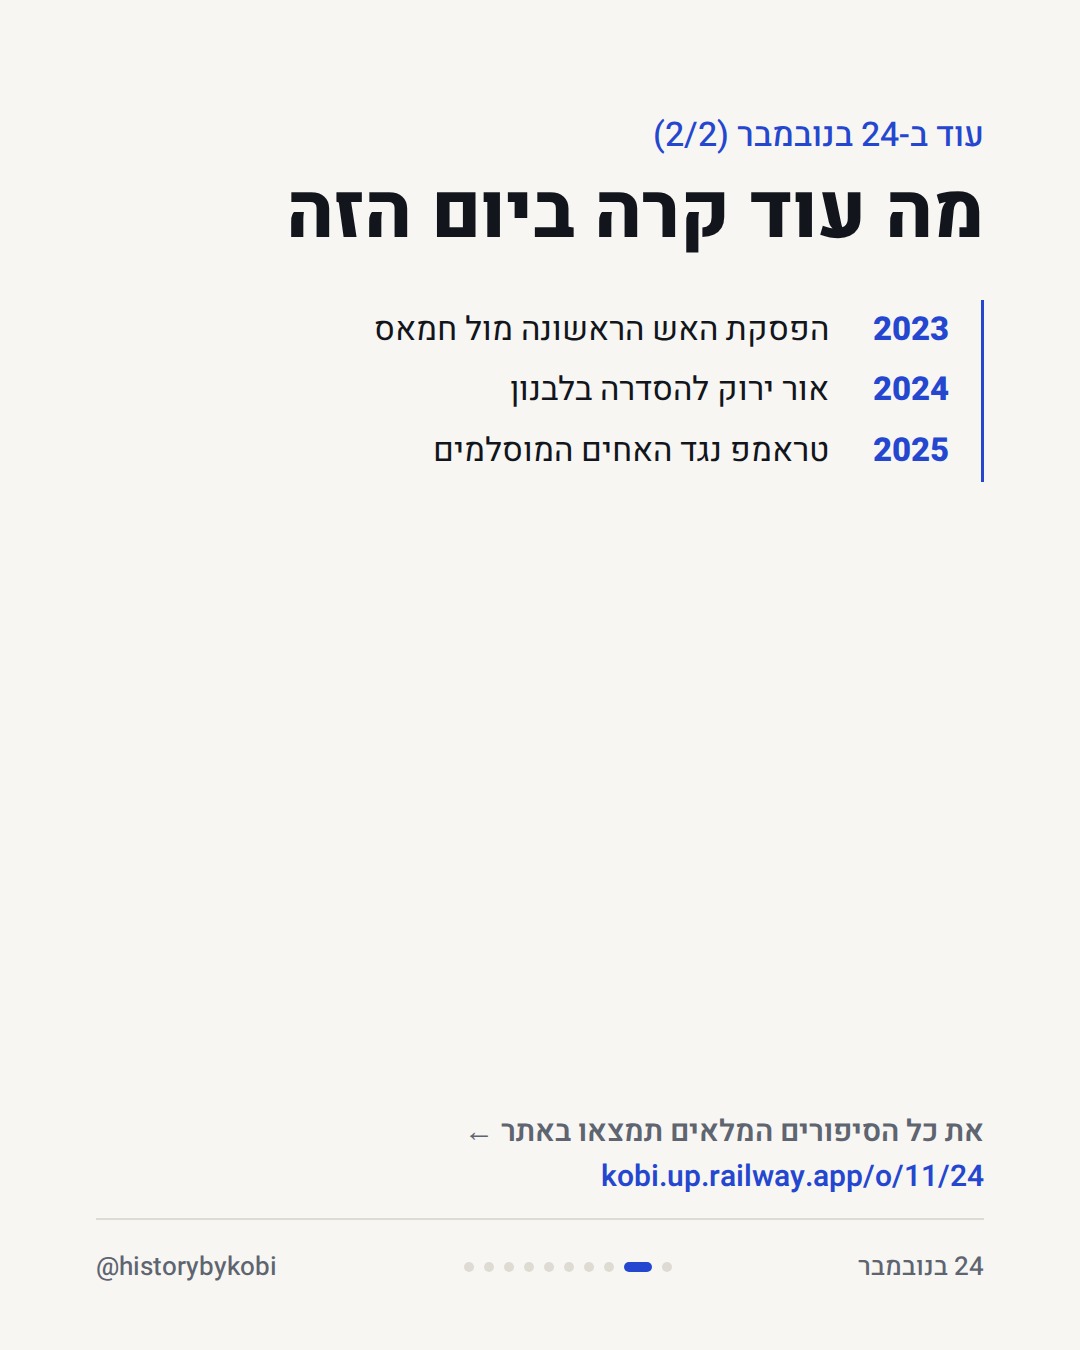 עוד ב-24 בנובמבר (2/2)
מה עוד קרה ביום הזה
2023 הפסקת האש הראשונה מול חמאס
2024 אור ירוק להסדרה בלבנון
2025 טראמפ נגד האחים המוסלמים
את כל הסיפורים המלאים תמצאו באתר ←
kobi.up.railway.app/o/11/24
24 בנובמבר
@historybykobi